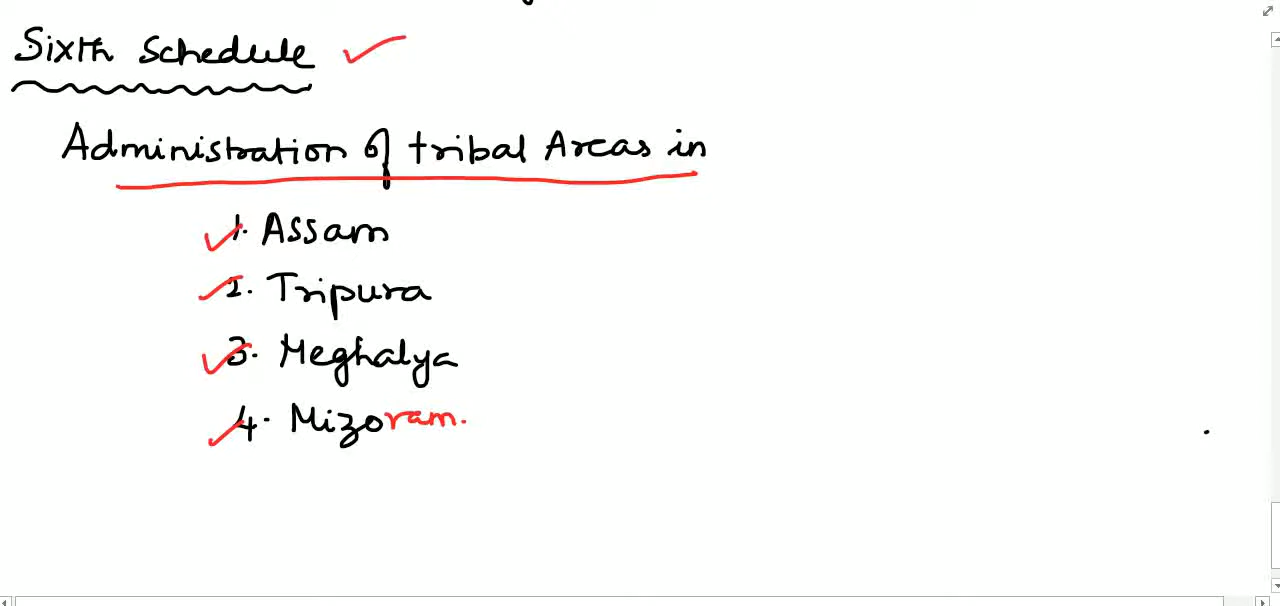 Sixth Schedule
Administration of tribal Areas in
1. Assam
2. Tripura
3. Meghalya
4. Mizoram.